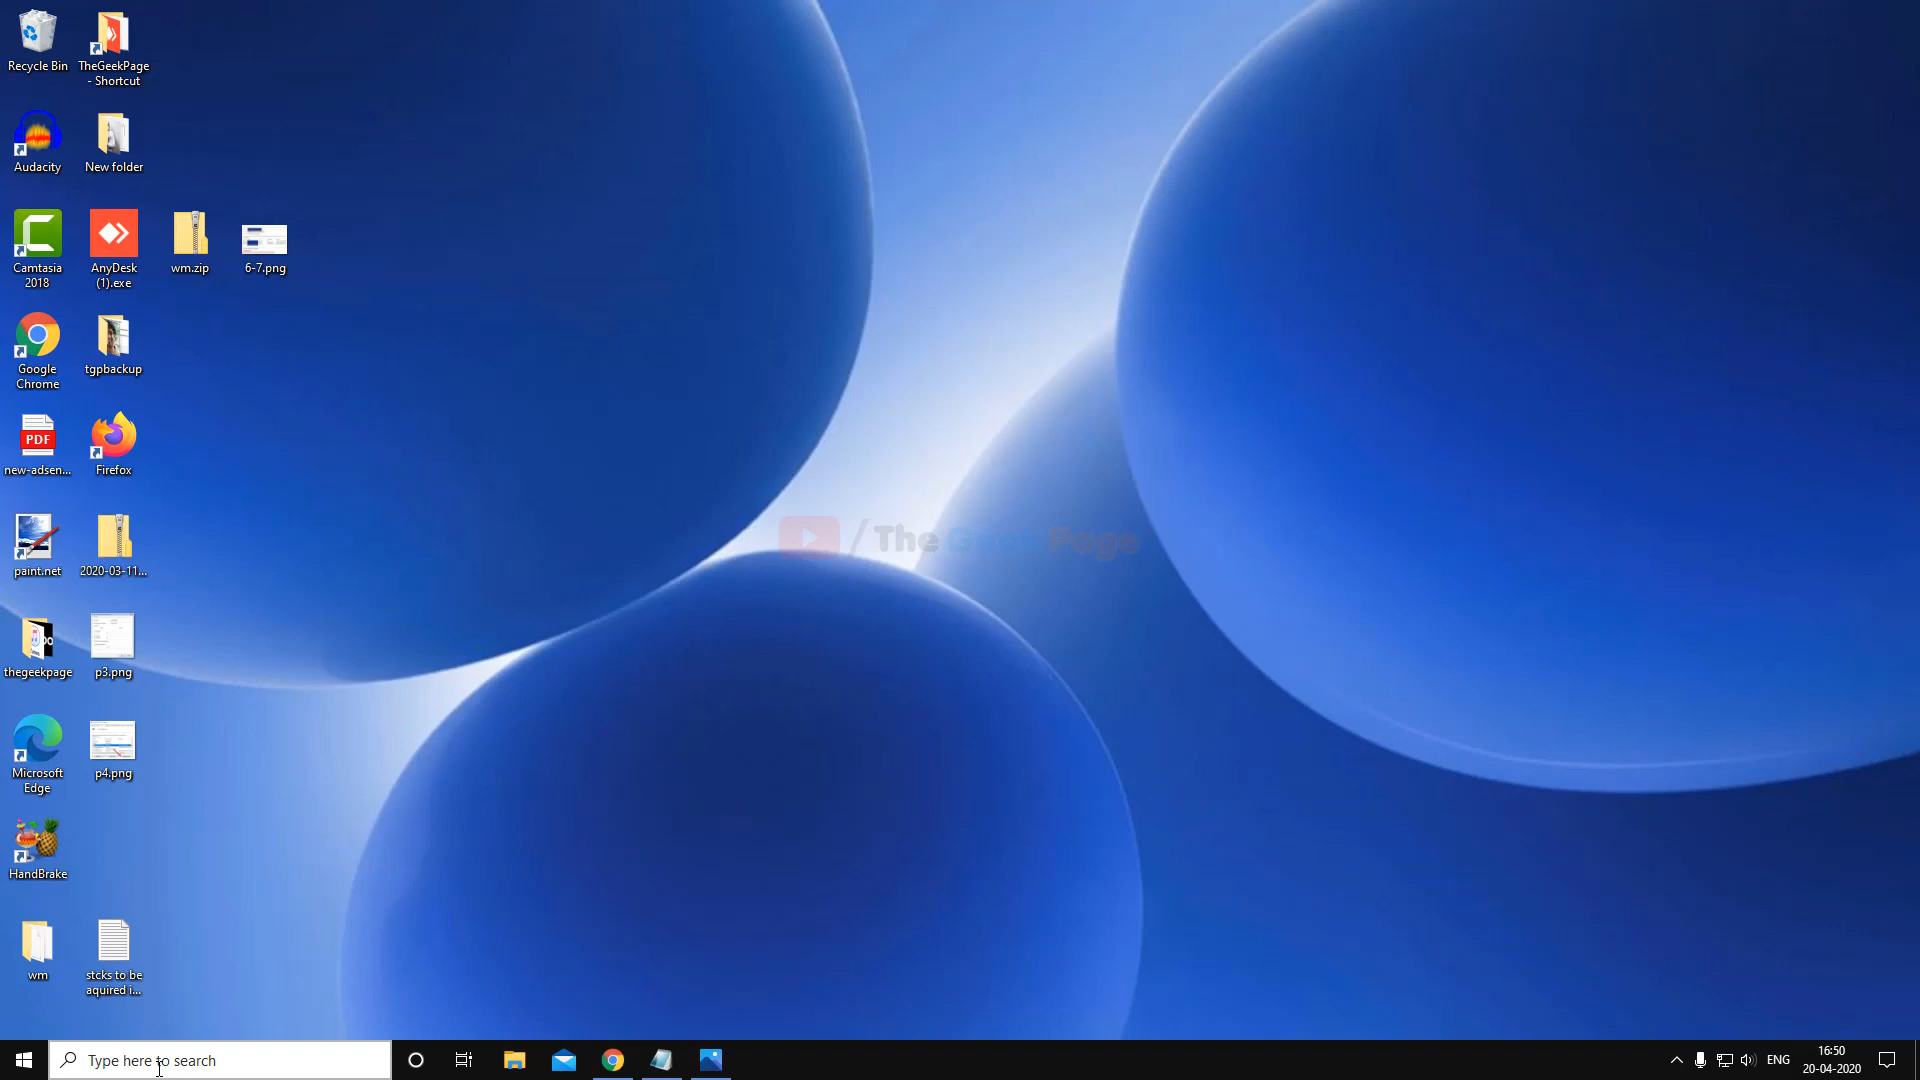 Recycle Bin
TheGeekPage
- Shortcut
Audacity
New folder
Camtasia
2018
AnyDesk
(1).exe
wm.zip
6-7.png
Google
Chrome
tgpbackup
PDF
new-adsen...
Firefox
/TheGeekPage
paint.net
2020-03-11...
thegeekpage
p3.png
Microsoft
Edge
p4.png
HandBrake
wm
stcks to be
aquired i...
Type here to search
ENG
16:50
20-04-2020